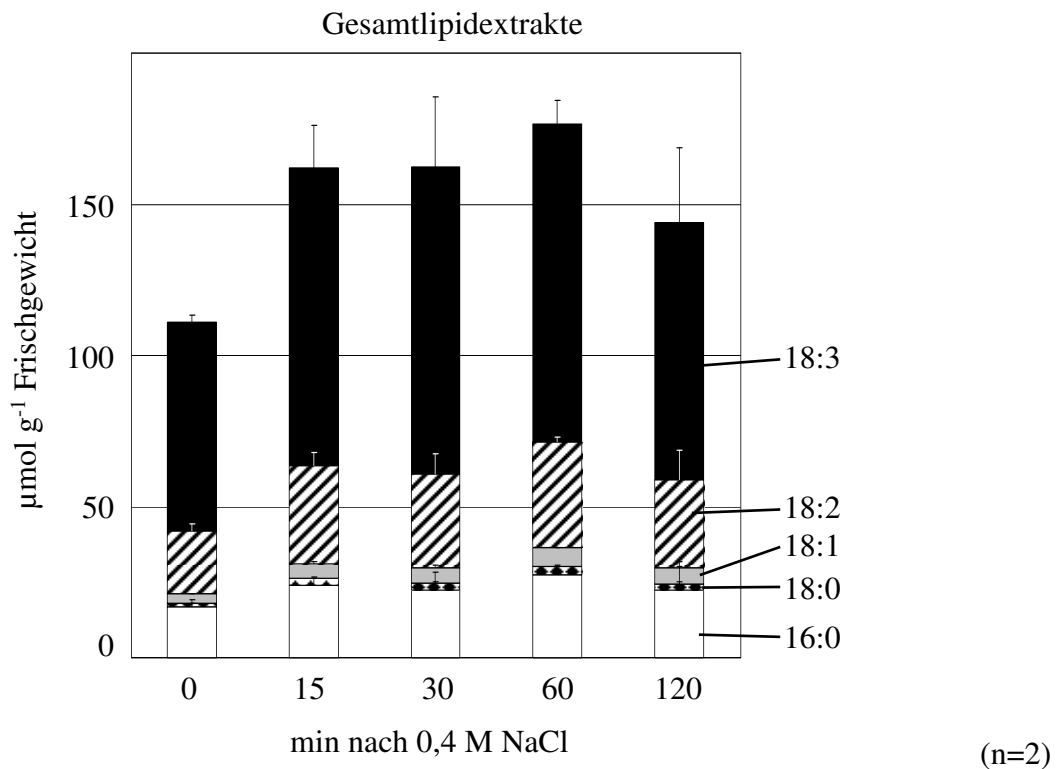 Gesamtlipidextrakte
µmol g⁻¹ Frischgewicht
150
100
50
0
18:3
18:2
18:1
18:0
16:0
0 15 30 60 120
min nach 0,4 M NaCl
(n=2)